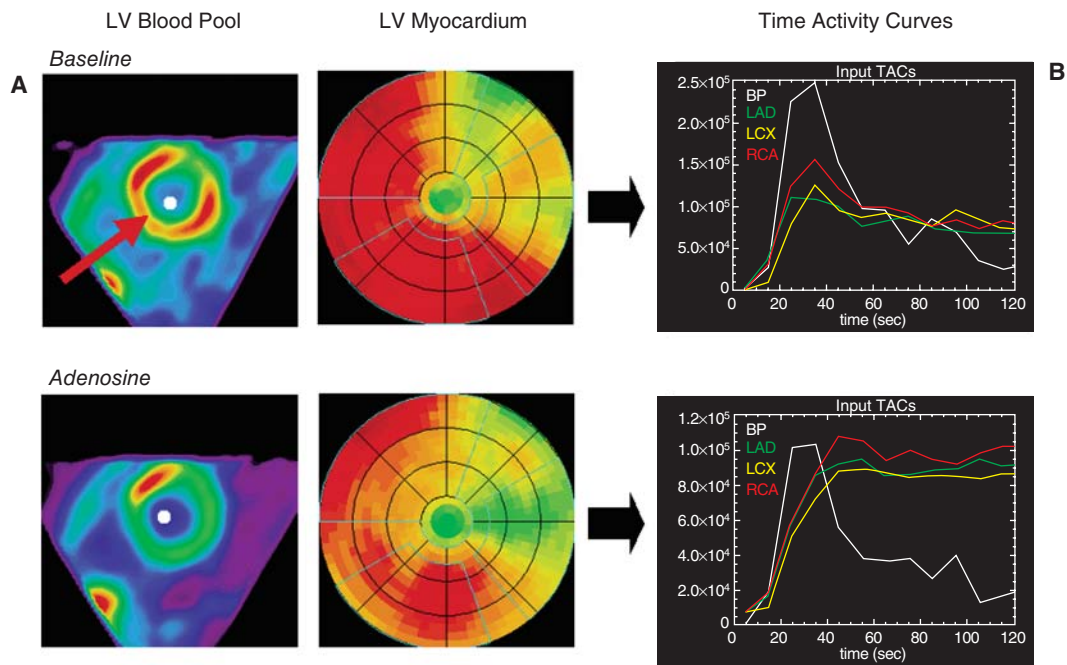 LV Blood Pool
LV Myocardium
Time Activity Curves
Baseline
A
B
Input TACs
BP
LAD
LCX
RCA
2.5×10⁵
2.0×10⁵
1.5×10⁵
1.0×10⁵
5.0×10⁴
0
0 20 40 60 80 100 120
time (sec)
Adenosine
Input TACs
BP
LAD
LCX
RCA
1.2×10⁵
1.0×10⁵
8.0×10⁴
6.0×10⁴
4.0×10⁴
2.0×10⁴
0
0 20 40 60 80 100 120
time (sec)